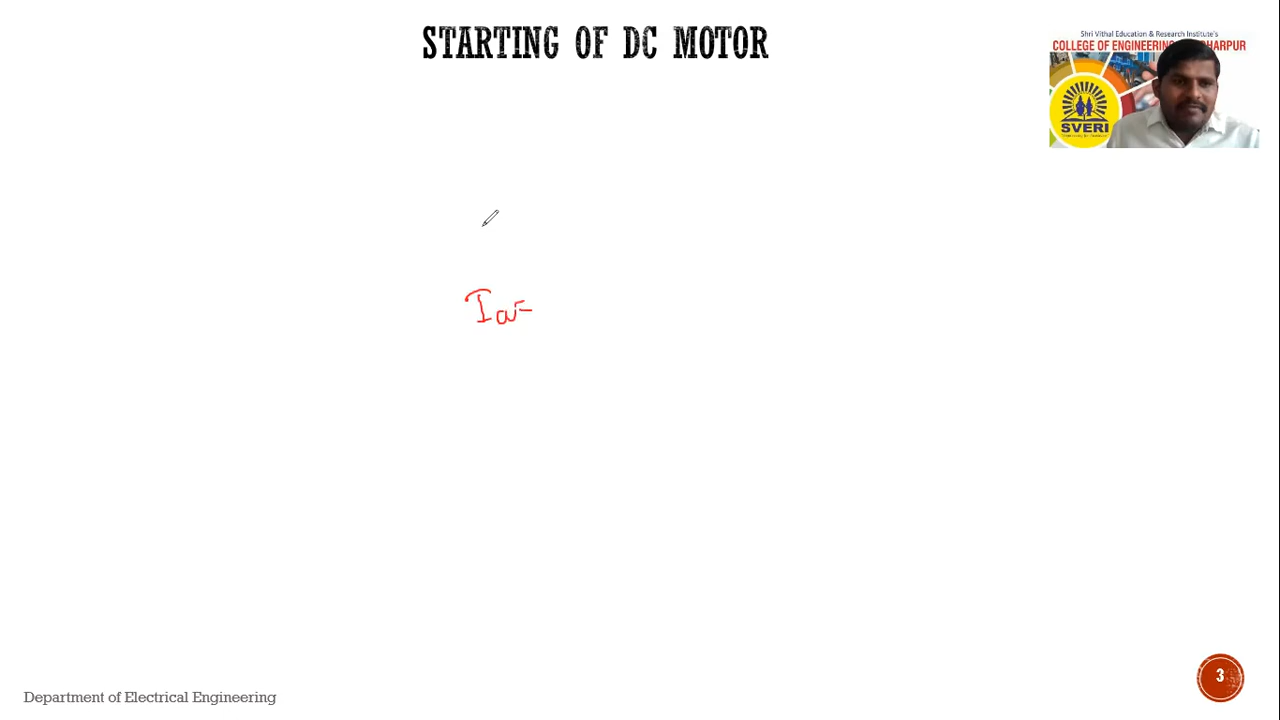 STARTING OF DC MOTOR
Shri Vithal Education & Research Institute's
COLLEGE OF ENGINEERING HARPUR
SVERI
Ia=
3
Department of Electrical Engineering